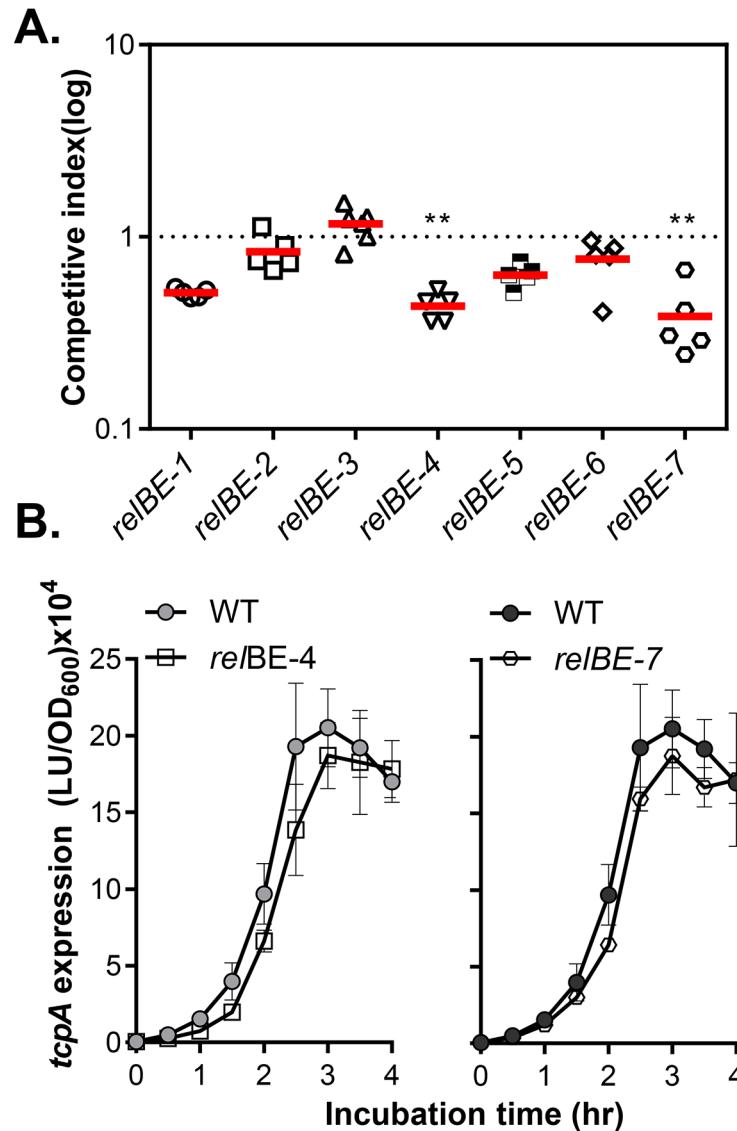 A.
Competitive index(log)
10
1
0.1
**
**
relBE-1
relBE-2
relBE-3
relBE-4
relBE-5
relBE-6
relBE-7
B.
WT
relBE-4
WT
relBE-7
tcpA expression (LU/OD600)x10⁴
25
20
15
10
5
0
0 1 2 3 4
0 1 2 3 4
Incubation time (hr)